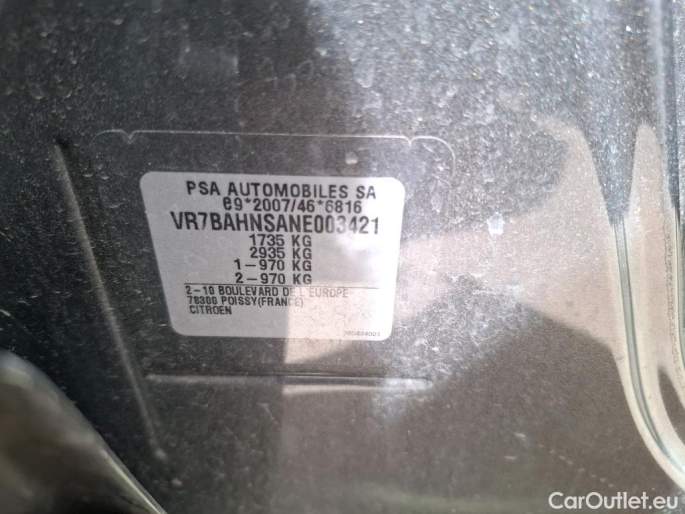 PSA AUTOMOBILES SA
e9*2007/46*6816
VR7BAHNSANE003421
1735 KG
2935 KG
1-970 KG
2-970 KG
2-10 BOULEVARD DE L'EUROPE
78300 POISSY(FRANCE)
CITROEN
CarOutlet.eu